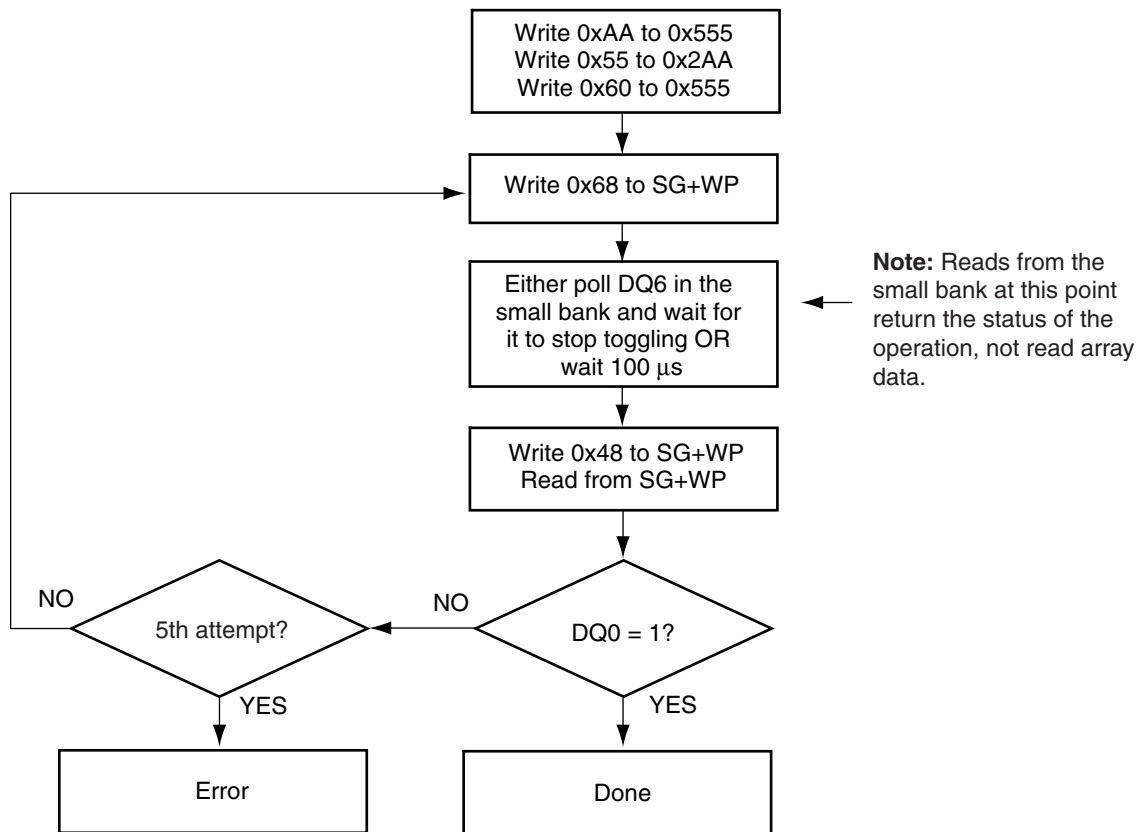 Write 0xAA to 0x555
Write 0x55 to 0x2AA
Write 0x60 to 0x555
Write 0x68 to SG+WP
Either poll DQ6 in the
small bank and wait for
it to stop toggling OR
wait 100 μs
Note: Reads from the
small bank at this point
return the status of the
operation, not read array
data.
Write 0x48 to SG+WP
Read from SG+WP
NO
NO
5th attempt?
DQ0 = 1?
YES
YES
Error
Done